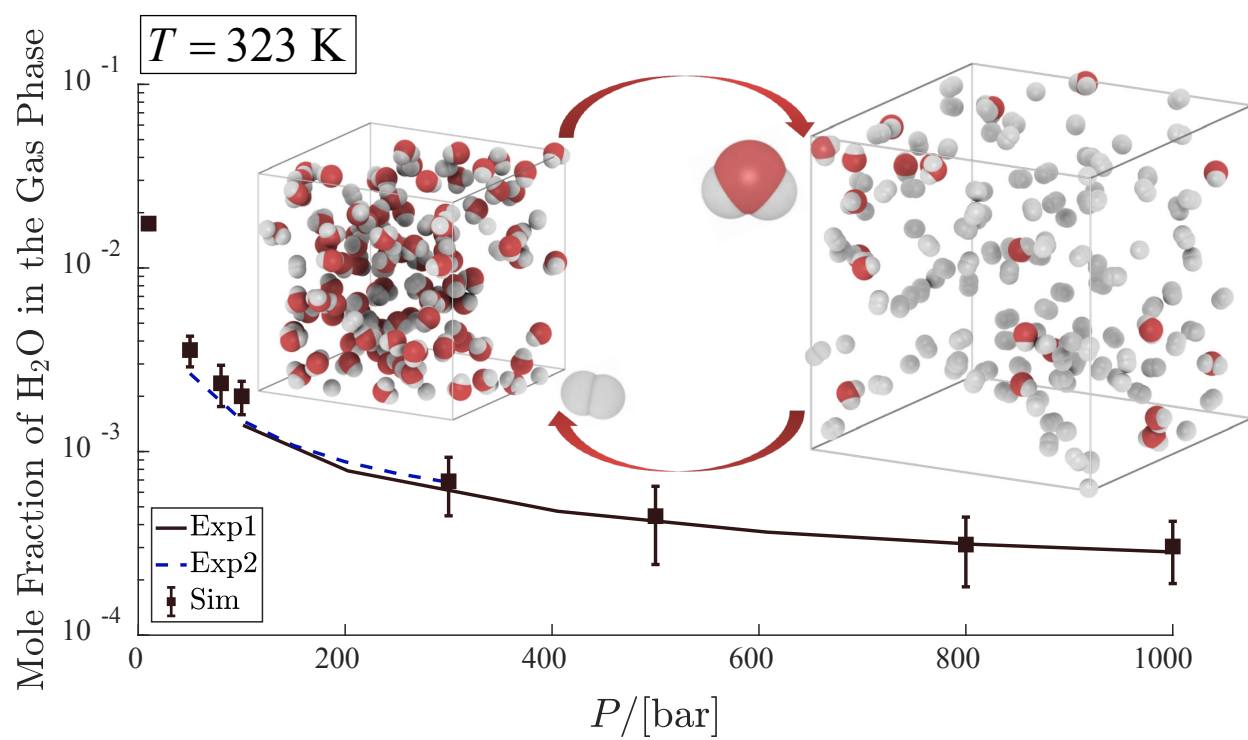 T = 323 K
Mole Fraction of H₂O in the Gas Phase
10⁻¹
10⁻²
10⁻³
10⁻⁴
Exp1
Exp2
Sim
0 200 400 600 800 1000
P/[bar]